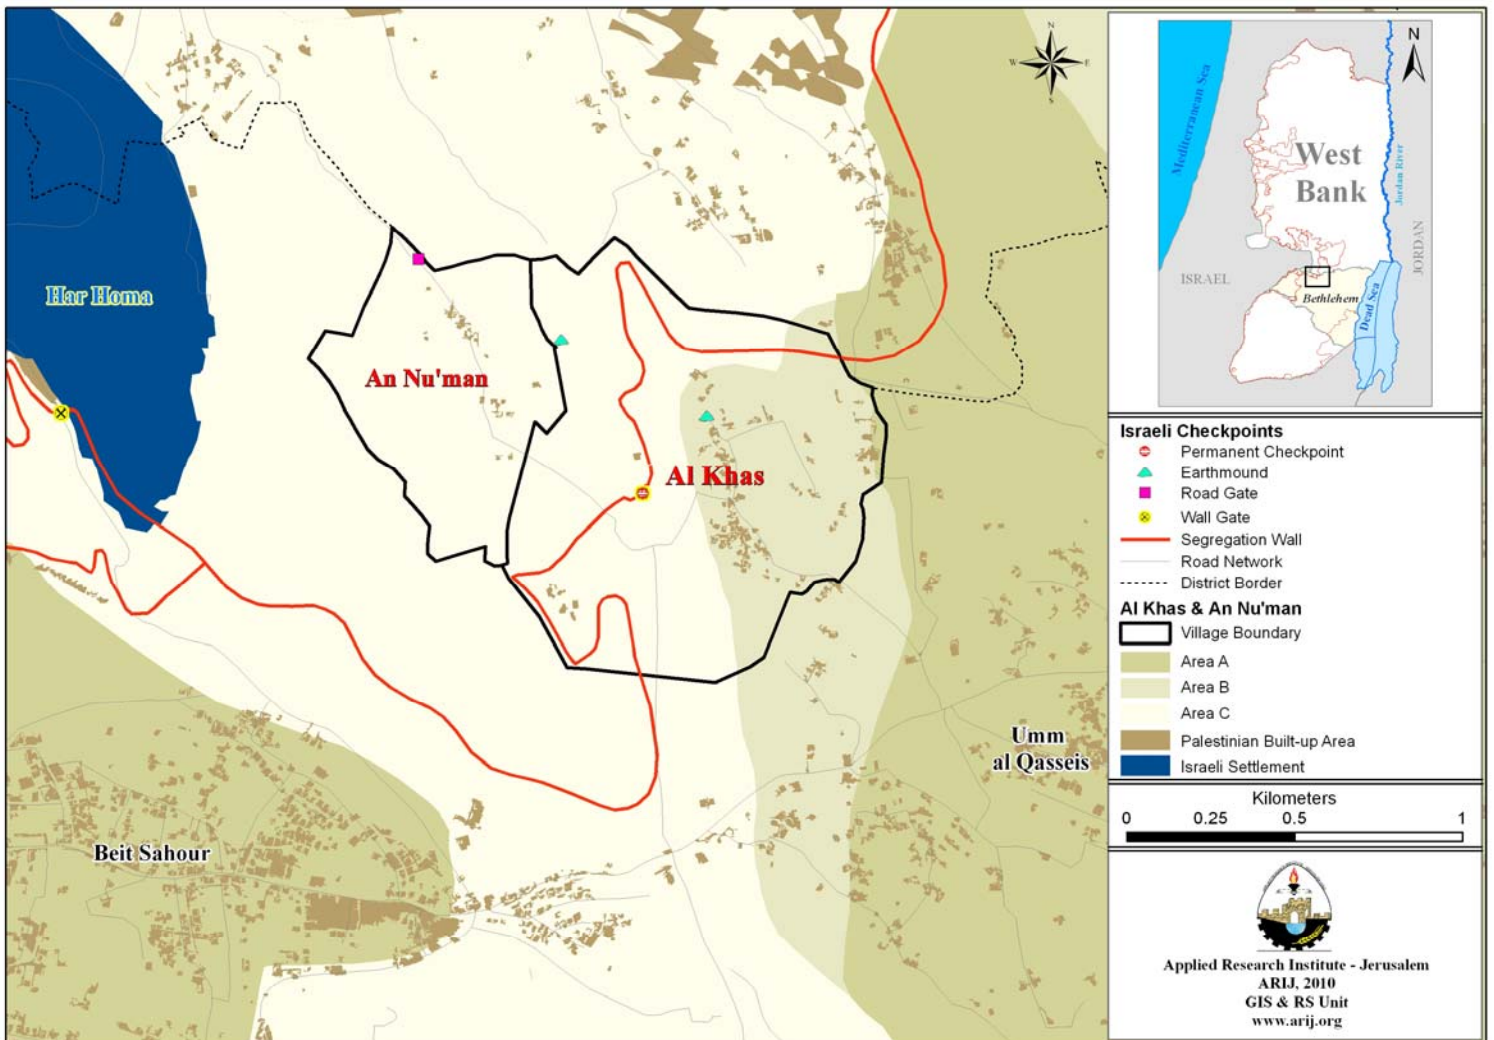 N
W
E
S
Har Homa
An Nu'man
Al Khas
Umm
al Qasseis
Beit Sahour
N
Mediterranean Sea
West
Bank
Jordan River
JORDAN
ISRAEL
Bethlehem
Dead Sea
Israeli Checkpoints
Permanent Checkpoint
Earthmound
Road Gate
Wall Gate
Segregation Wall
Road Network
District Border
Al Khas & An Nu'man
Village Boundary
Area A
Area B
Area C
Palestinian Built-up Area
Israeli Settlement
Kilometers
0 0.25 0.5 1
Applied Research Institute - Jerusalem
ARIJ, 2010
GIS & RS Unit
www.arij.org